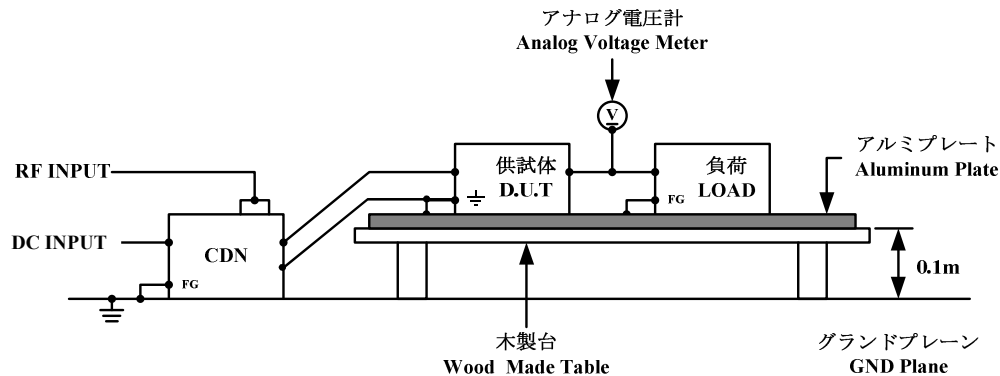 アナログ電圧計
Analog Voltage Meter
V
RF INPUT
供試体
D.U.T
負荷
LOAD
アルミプレート
Aluminum Plate
FG
DC INPUT
CDN
FG
0.1m
木製台
Wood Made Table
グランドプレーン
GND Plane